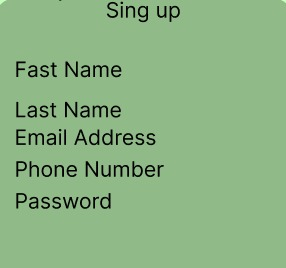 Sing up
Fast Name
Last Name
Email Address
Phone Number
Password